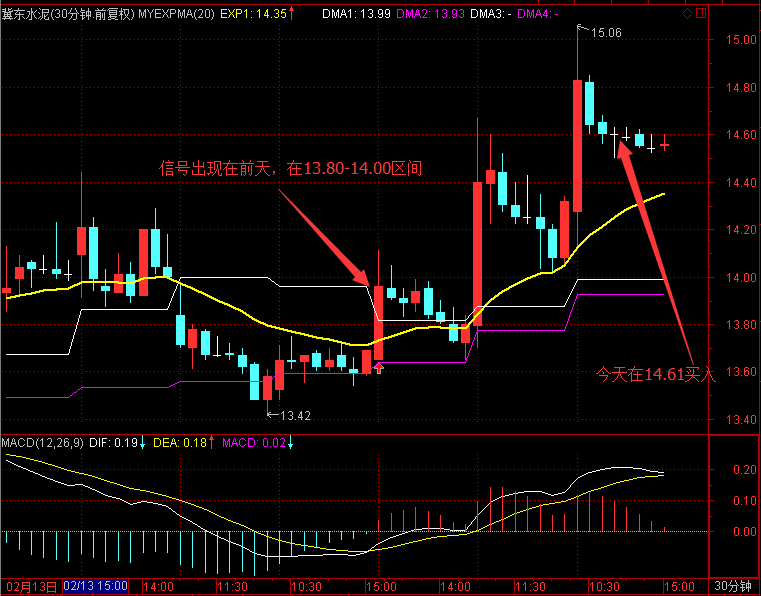 冀东水泥(30分钟.前复权) MYEXPMA(20) EXP1: 14.35↑ DMA1: 13.99 DMA2: 13.93 DMA3: - DMA4: -
15.06
15.00
14.80
14.60
信号出现在前天，在13.80-14.00区间
14.40
14.20
14.00
13.80
今天在14.61买入
13.60
13.42
13.40
MACD(12,26,9) DIF: 0.19↓ DEA: 0.18↑ MACD: 0.02↓
0.20
0.10
0.00
02月13日 02/13 15:00 14:00 11:30 10:30 15:00 14:00 11:30 10:30 15:00 30分钟